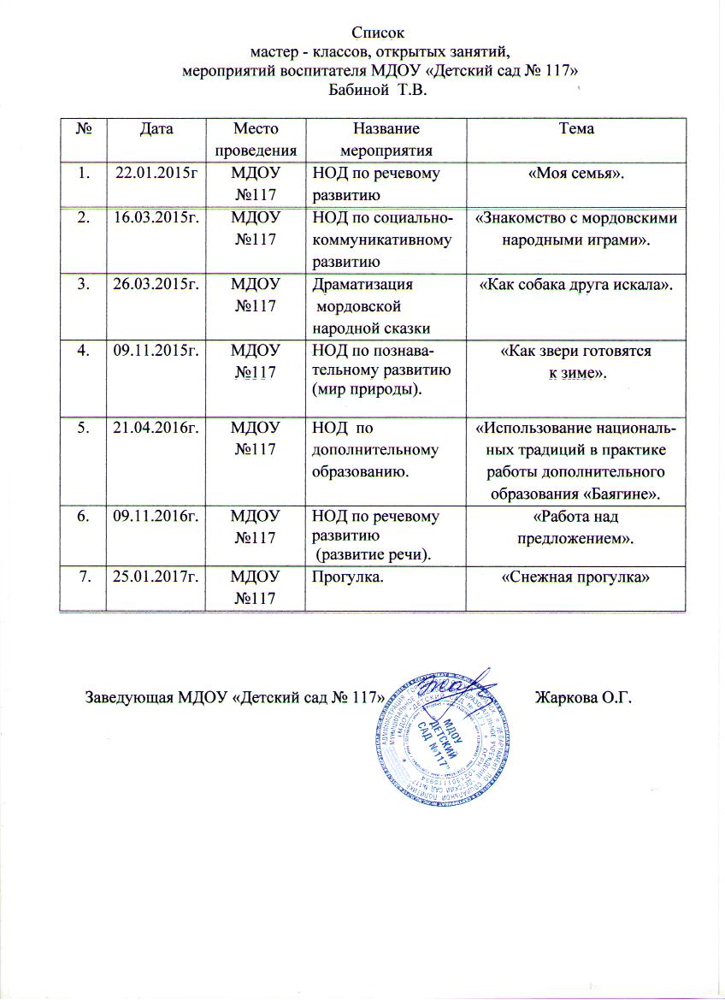 Список
мастер - классов, открытых занятий,
мероприятий воспитателя МДОУ «Детский сад № 117»
Бабиной Т.В.
№ Дата Место проведения Название мероприятия Тема
1. 22.01.2015г МДОУ №117 НОД по речевому развитию «Моя семья».
2. 16.03.2015г. МДОУ №117 НОД по социально-коммуникативному развитию «Знакомство с мордовскими народными играми».
3. 26.03.2015г. МДОУ №117 Драматизация мордовской народной сказки «Как собака друга искала».
4. 09.11.2015г. МДОУ №117 НОД по познава-тельному развитию (мир природы). «Как звери готовятся к зиме».
5. 21.04.2016г. МДОУ №117 НОД по дополнительному образованию. «Использование националь-ных традиций в практике работы дополнительного образования «Баягине».
6. 09.11.2016г. МДОУ №117 НОД по речевому развитию (развитие речи). «Работа над предложением».
7. 25.01.2017г. МДОУ №117 Прогулка. «Снежная прогулка»
Заведующая МДОУ «Детский сад № 117» Жаркова О.Г.
МДОУ
"ДЕТСКИЙ
САД №117"